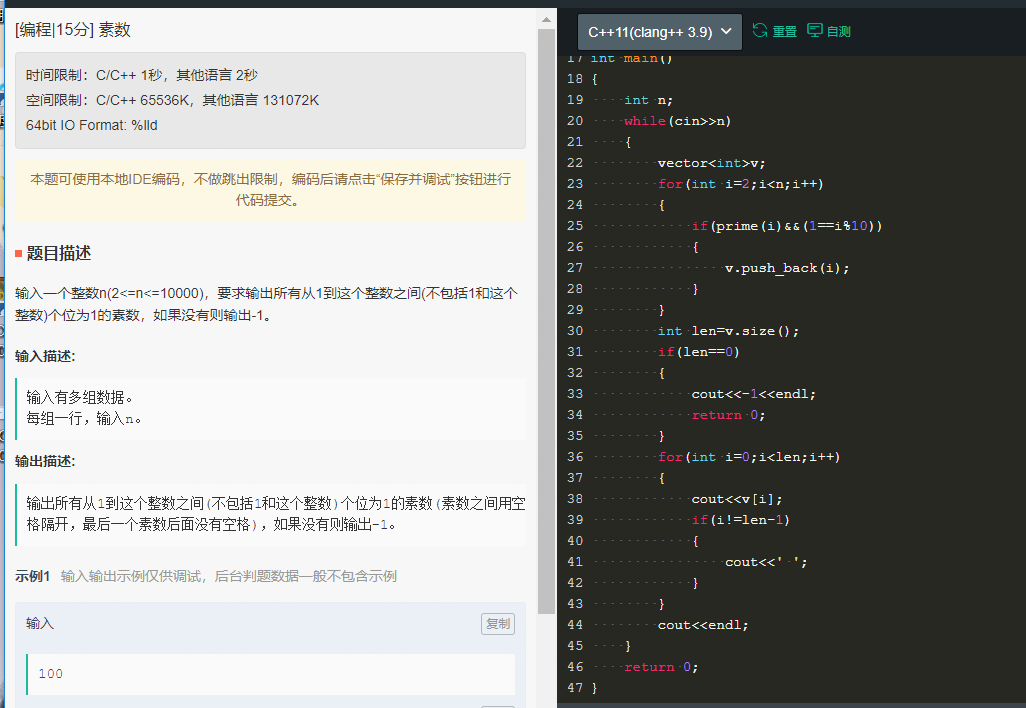 [编程|15分] 素数
时间限制：C/C++ 1秒，其他语言 2秒
空间限制：C/C++ 65536K，其他语言 131072K
64bit IO Format: %lld
本题可使用本地IDE编码，不做跳出限制，编码后请点击“保存并调试”按钮进行
代码提交。
题目描述
输入一个整数n(2<=n<=10000)，要求输出所有从1到这个整数之间(不包括1和这个
整数)个位为1的素数，如果没有则输出-1。
输入描述:
输入有多组数据。
每组一行，输入n。
输出描述:
输出所有从1到这个整数之间(不包括1和这个整数)个位为1的素数(素数之间用空
格隔开，最后一个素数后面没有空格)，如果没有则输出-1。
示例1 输入输出示例仅供调试，后台判题数据一般不包含示例
输入 复制
100
C++11(clang++ 3.9) 重置 自测
17 int main()
18 {
19 int n;
20 while(cin>>n)
21 {
22 vector<int>v;
23 for(int i=2;i<n;i++)
24 {
25 if(prime(i)&&(1==i%10))
26 {
27 v.push_back(i);
28 }
29 }
30 int len=v.size();
31 if(len==0)
32 {
33 cout<<-1<<endl;
34 return 0;
35 }
36 for(int i=0;i<len;i++)
37 {
38 cout<<v[i];
39 if(i!=len-1)
40 {
41 cout<<' ';
42 }
43 }
44 cout<<endl;
45 }
46 return 0;
47 }